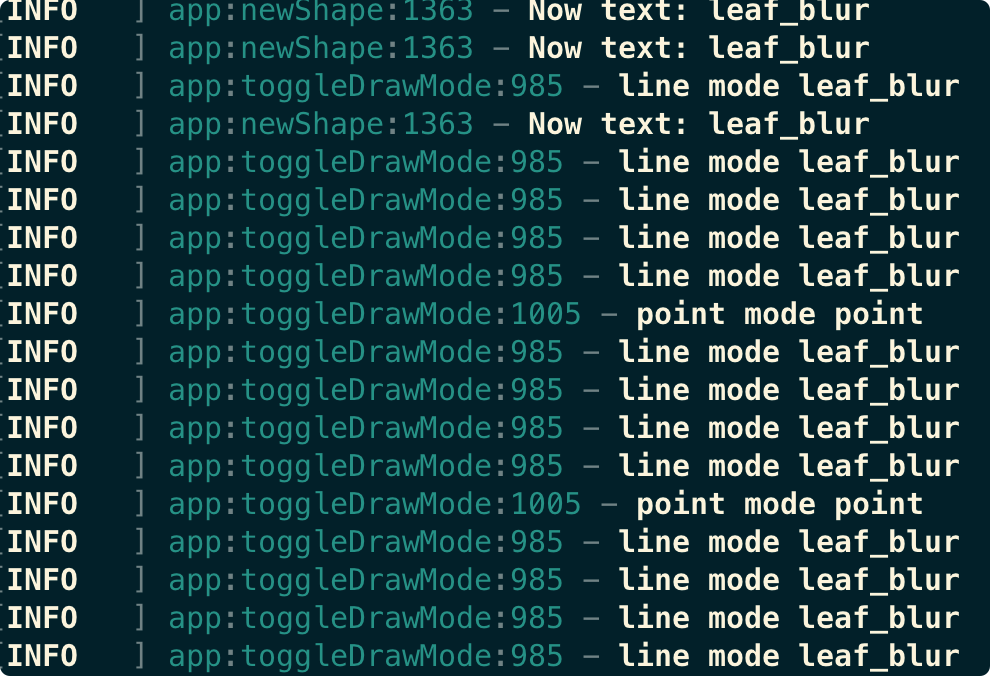 [INFO   ] app:newShape:1363 - Now text: leaf_blur
[INFO   ] app:newShape:1363 - Now text: leaf_blur
[INFO   ] app:toggleDrawMode:985 - line mode leaf_blur
[INFO   ] app:newShape:1363 - Now text: leaf_blur
[INFO   ] app:toggleDrawMode:985 - line mode leaf_blur
[INFO   ] app:toggleDrawMode:985 - line mode leaf_blur
[INFO   ] app:toggleDrawMode:985 - line mode leaf_blur
[INFO   ] app:toggleDrawMode:985 - line mode leaf_blur
[INFO   ] app:toggleDrawMode:1005 - point mode point
[INFO   ] app:toggleDrawMode:985 - line mode leaf_blur
[INFO   ] app:toggleDrawMode:985 - line mode leaf_blur
[INFO   ] app:toggleDrawMode:985 - line mode leaf_blur
[INFO   ] app:toggleDrawMode:985 - line mode leaf_blur
[INFO   ] app:toggleDrawMode:1005 - point mode point
[INFO   ] app:toggleDrawMode:985 - line mode leaf_blur
[INFO   ] app:toggleDrawMode:985 - line mode leaf_blur
[INFO   ] app:toggleDrawMode:985 - line mode leaf_blur
[INFO   ] app:toggleDrawMode:985 - line mode leaf_blur